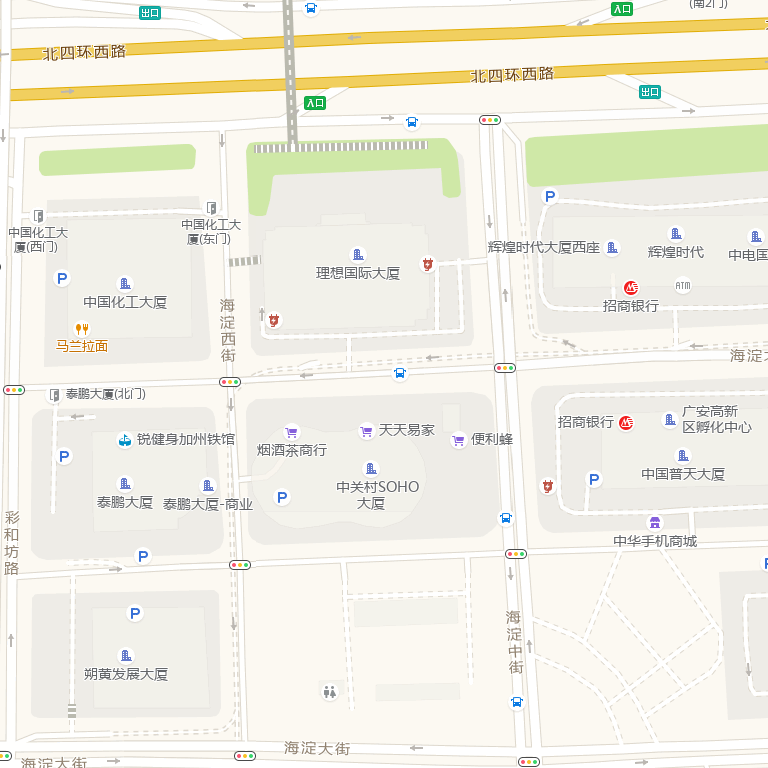 (南2门)
出口
入口
北四环西路
北四环西路
出口
入口
中国化工大
厦(西门)
中国化工大
厦(东门)
辉煌时代大厦西座
辉煌时代
中电国
理想国际大厦
P
P
中国化工大厦
招商银行
ATM
马兰拉面
海淀西街
海淀大
泰鹏大厦(北门)
锐健身加州铁馆
烟酒茶商行
天天易家
便利蜂
招商银行
广安高新
区孵化中心
P
泰鹏大厦
泰鹏大厦-商业
P
中关村SOHO
大厦
中国普天大厦
P
彩和坊路
中华手机商城
P
P
P
海淀中街
朔黄发展大厦
海淀大街
海淀大街